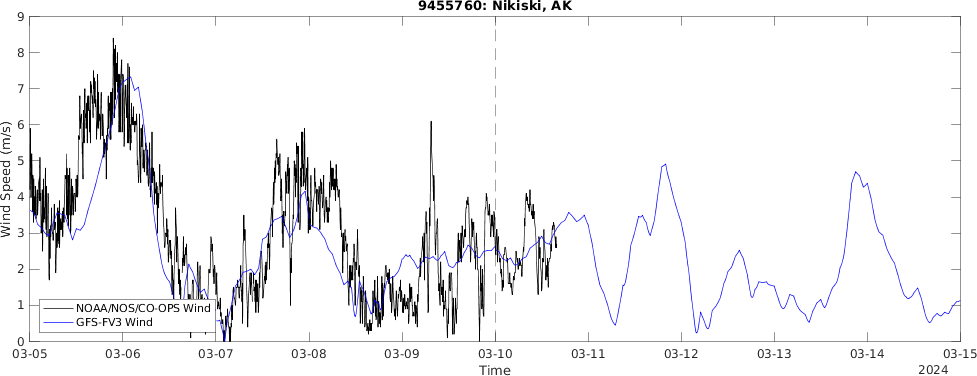 9455760: Nikiski, AK
9
8
7
6
5
4
3
2
1
0
Wind Speed (m/s)
NOAA/NOS/CO-OPS Wind
GFS-FV3 Wind
03-05 03-06 03-07 03-08 03-09 03-10 03-11 03-12 03-13 03-14 03-15
Time
2024